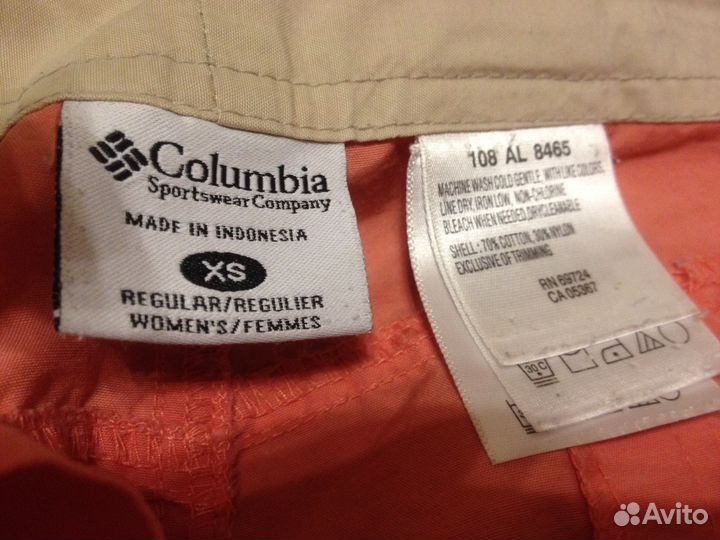 Columbia
Sportswear Company
MADE IN INDONESIA
XS
REGULAR/REGULIER
WOMEN'S/FEMMES
108 AL 8465
MACHINE WASH COLD GENTLE, WITH LIKE COLORS.
LINE DRY, IRON LOW, NON-CHLORINE
BLEACH WHEN NEEDED, DRYCLEANABLE
SHELL: 70% COTTON, 30% NYLON
EXCLUSIVE OF TRIMMING
RN 69724
CA 05367
30 C
Avito